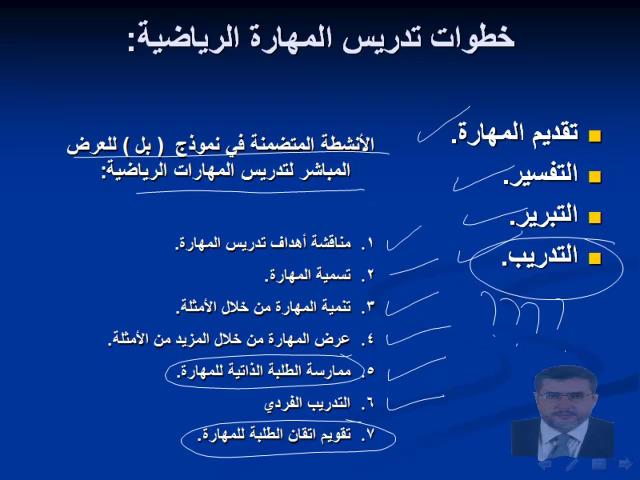 خطوات تدريس المهارة الرياضية:
تقديم المهارة.
التفسير.
التبرير.
التدريب.
الأنشطة المتضمنة في نموذج ( بل ) للعرض
المباشر لتدريس المهارات الرياضية:
١. مناقشة أهداف تدريس المهارة.
٢. تسمية المهارة.
٣. تنمية المهارة من خلال الأمثلة.
٤. عرض المهارة من خلال المزيد من الأمثلة.
٥. ممارسة الطلبة الذاتية للمهارة.
٦. التدريب الفردي
٧. تقويم اتقان الطلبة للمهارة.